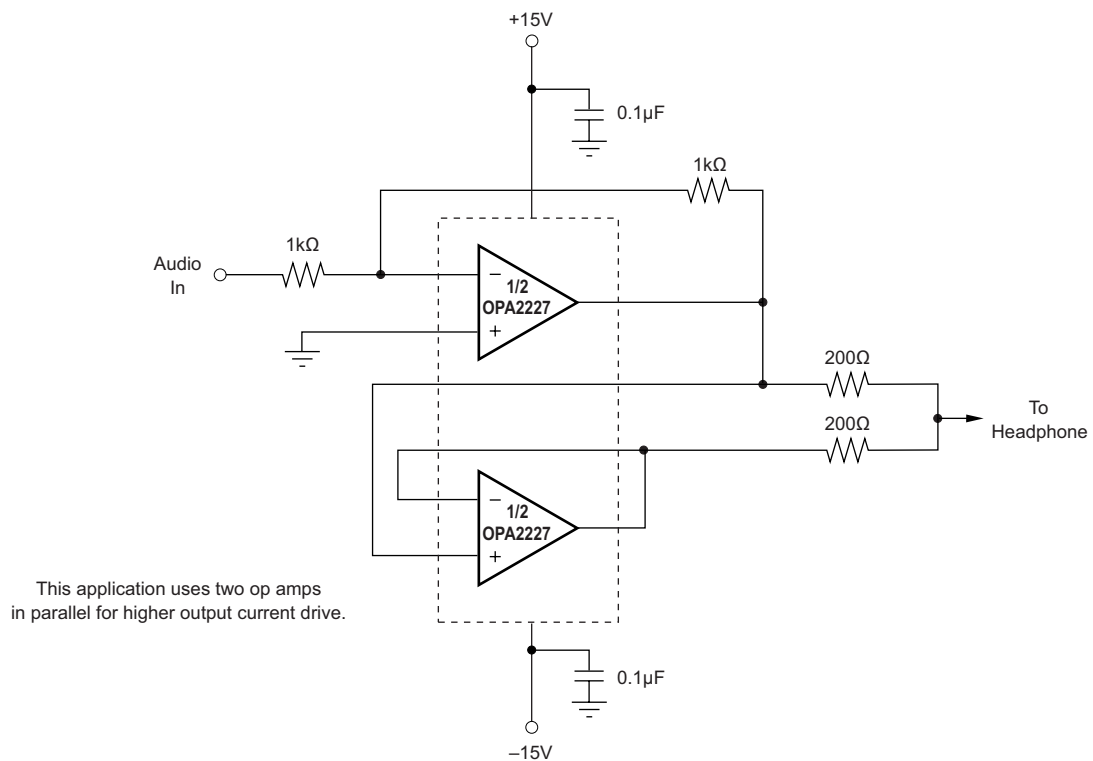 +15V
0.1µF
1kΩ
1kΩ
Audio
In
–
1/2
OPA2227
+
200Ω
To
Headphone
200Ω
–
1/2
OPA2227
+
This application uses two op amps
in parallel for higher output current drive.
0.1µF
–15V